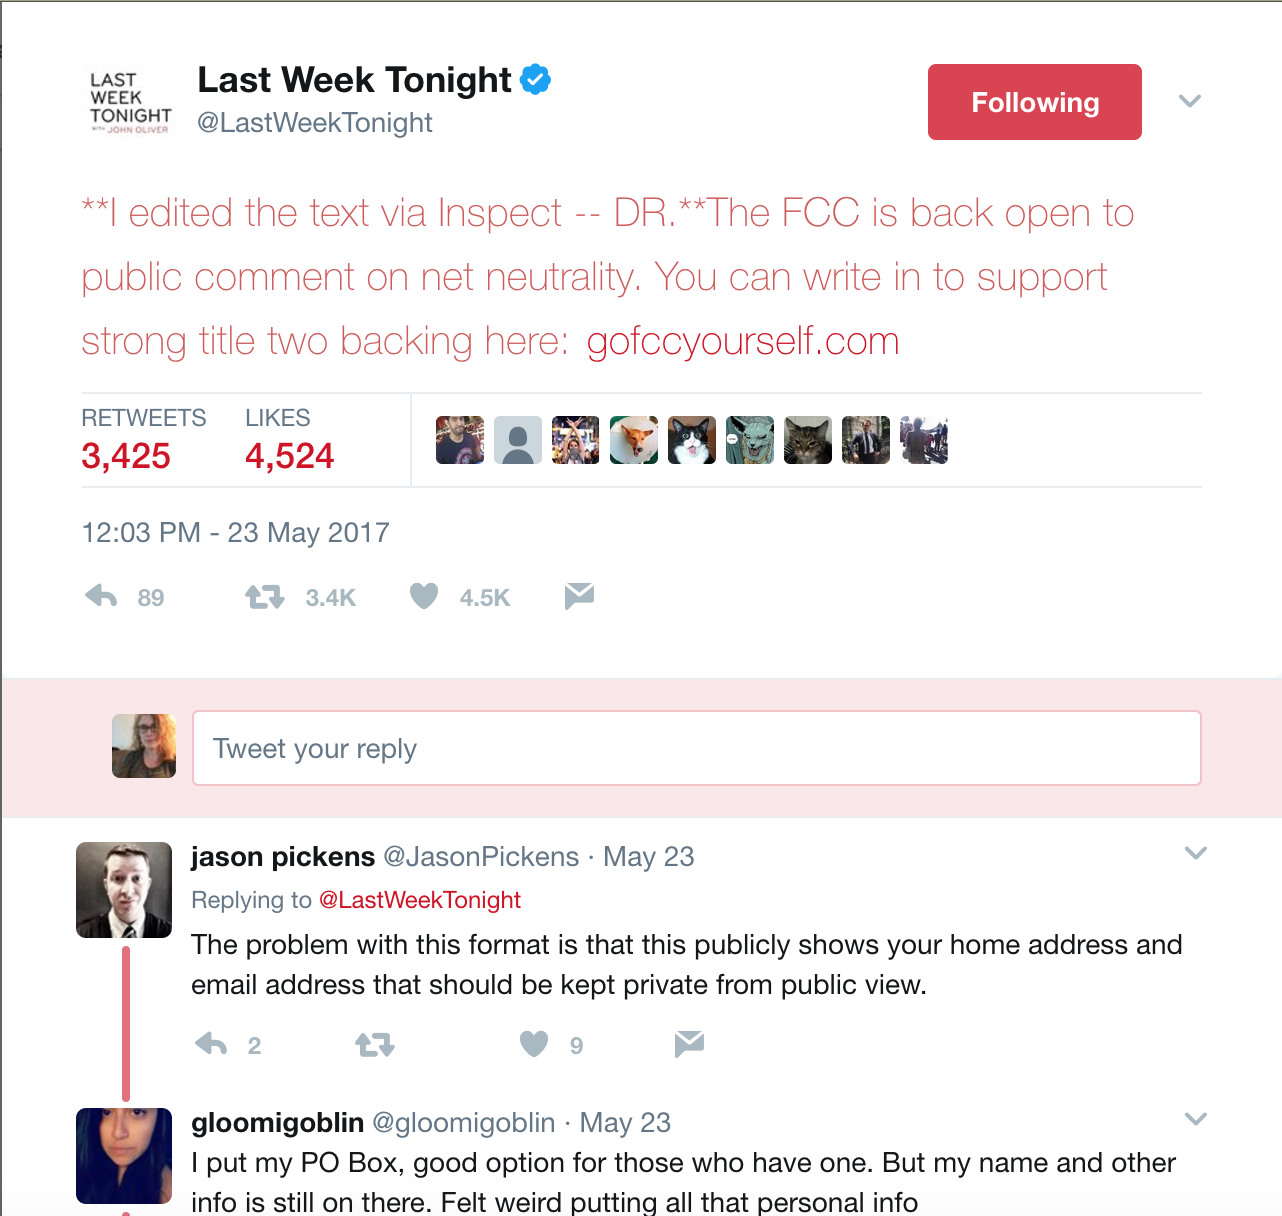 LAST
WEEK
TONIGHT
WITH JOHN OLIVER
Last Week Tonight
@LastWeekTonight
Following
**I edited the text via Inspect -- DR.**The FCC is back open to
public comment on net neutrality. You can write in to support
strong title two backing here: gofccyourself.com
RETWEETS LIKES
3,425 4,524
12:03 PM - 23 May 2017
89 3.4K 4.5K
Tweet your reply
jason pickens @JasonPickens · May 23
Replying to @LastWeekTonight
The problem with this format is that this publicly shows your home address and
email address that should be kept private from public view.
2 9
gloomigoblin @gloomigoblin · May 23
I put my PO Box, good option for those who have one. But my name and other
info is still on there. Felt weird putting all that personal info